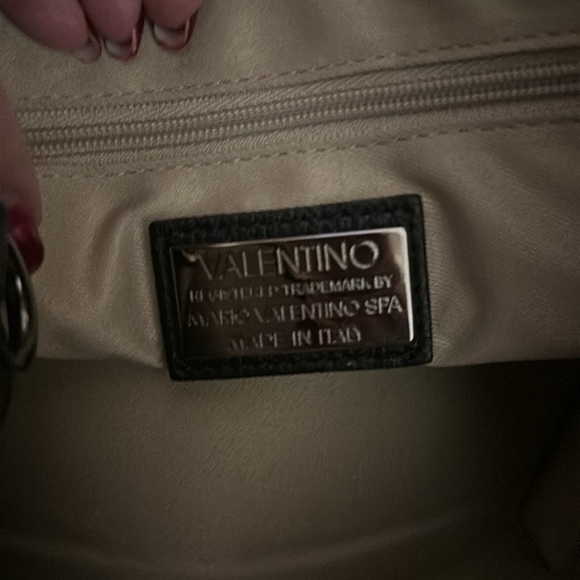 VALENTINO
REGISTERED TRADEMARK BY
MARIO VALENTINO SPA
MADE IN ITALY